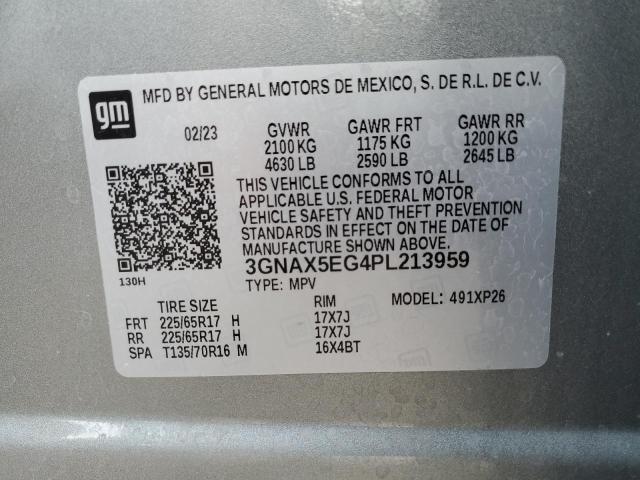 gm
MFD BY GENERAL MOTORS DE MEXICO, S. DE R.L. DE C.V.
02/23 GVWR GAWR FRT GAWR RR
2100 KG 1175 KG 1200 KG
4630 LB 2590 LB 2645 LB
THIS VEHICLE CONFORMS TO ALL
APPLICABLE U.S. FEDERAL MOTOR
VEHICLE SAFETY AND THEFT PREVENTION
STANDARDS IN EFFECT ON THE DATE OF
MANUFACTURE SHOWN ABOVE.
130H
3GNAX5EG4PL213959
TYPE: MPV
TIRE SIZE RIM MODEL: 491XP26
FRT 225/65R17 H 17X7J
RR 225/65R17 H 17X7J
SPA T135/70R16 M 16X4BT